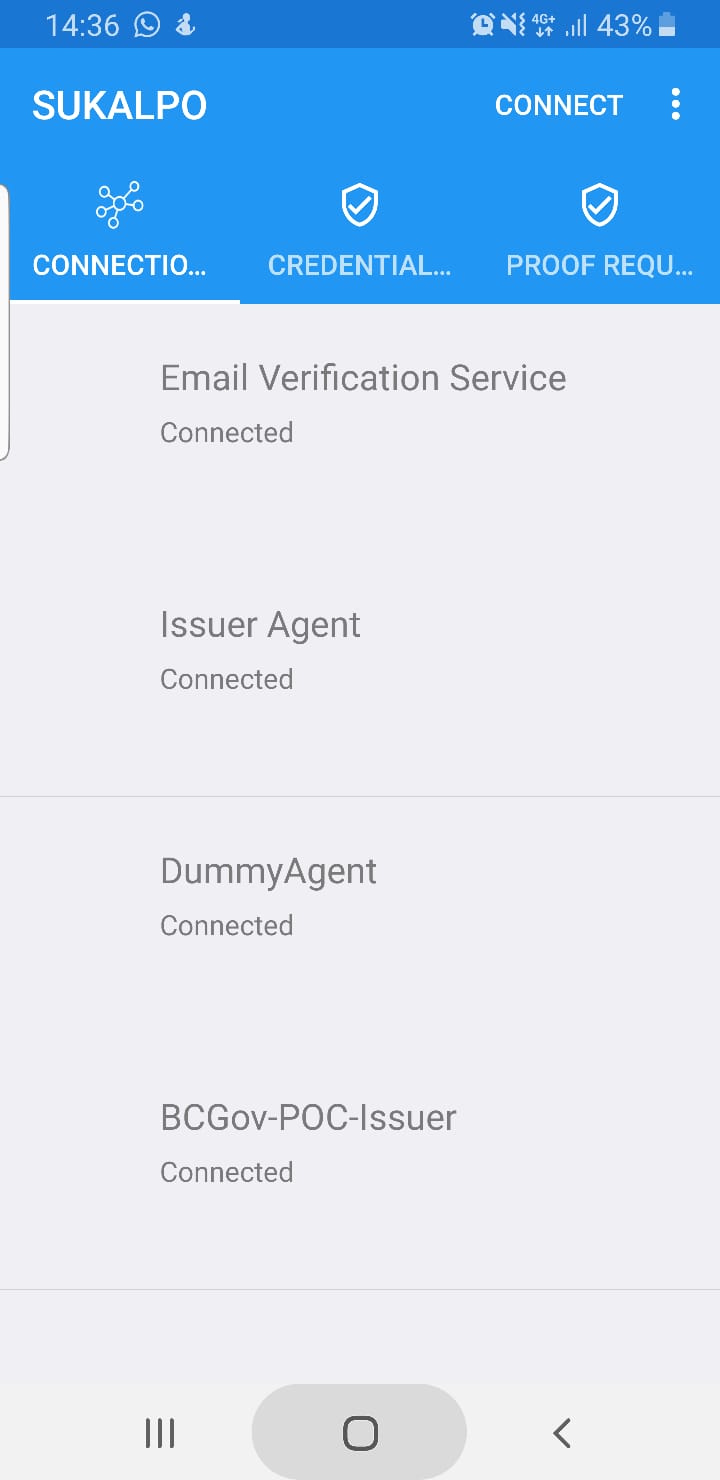 14:36 4G+ 43%
SUKALPO CONNECT
CONNECTIO... CREDENTIAL... PROOF REQU...
Email Verification Service
Connected
Issuer Agent
Connected
DummyAgent
Connected
BCGov-POC-Issuer
Connected